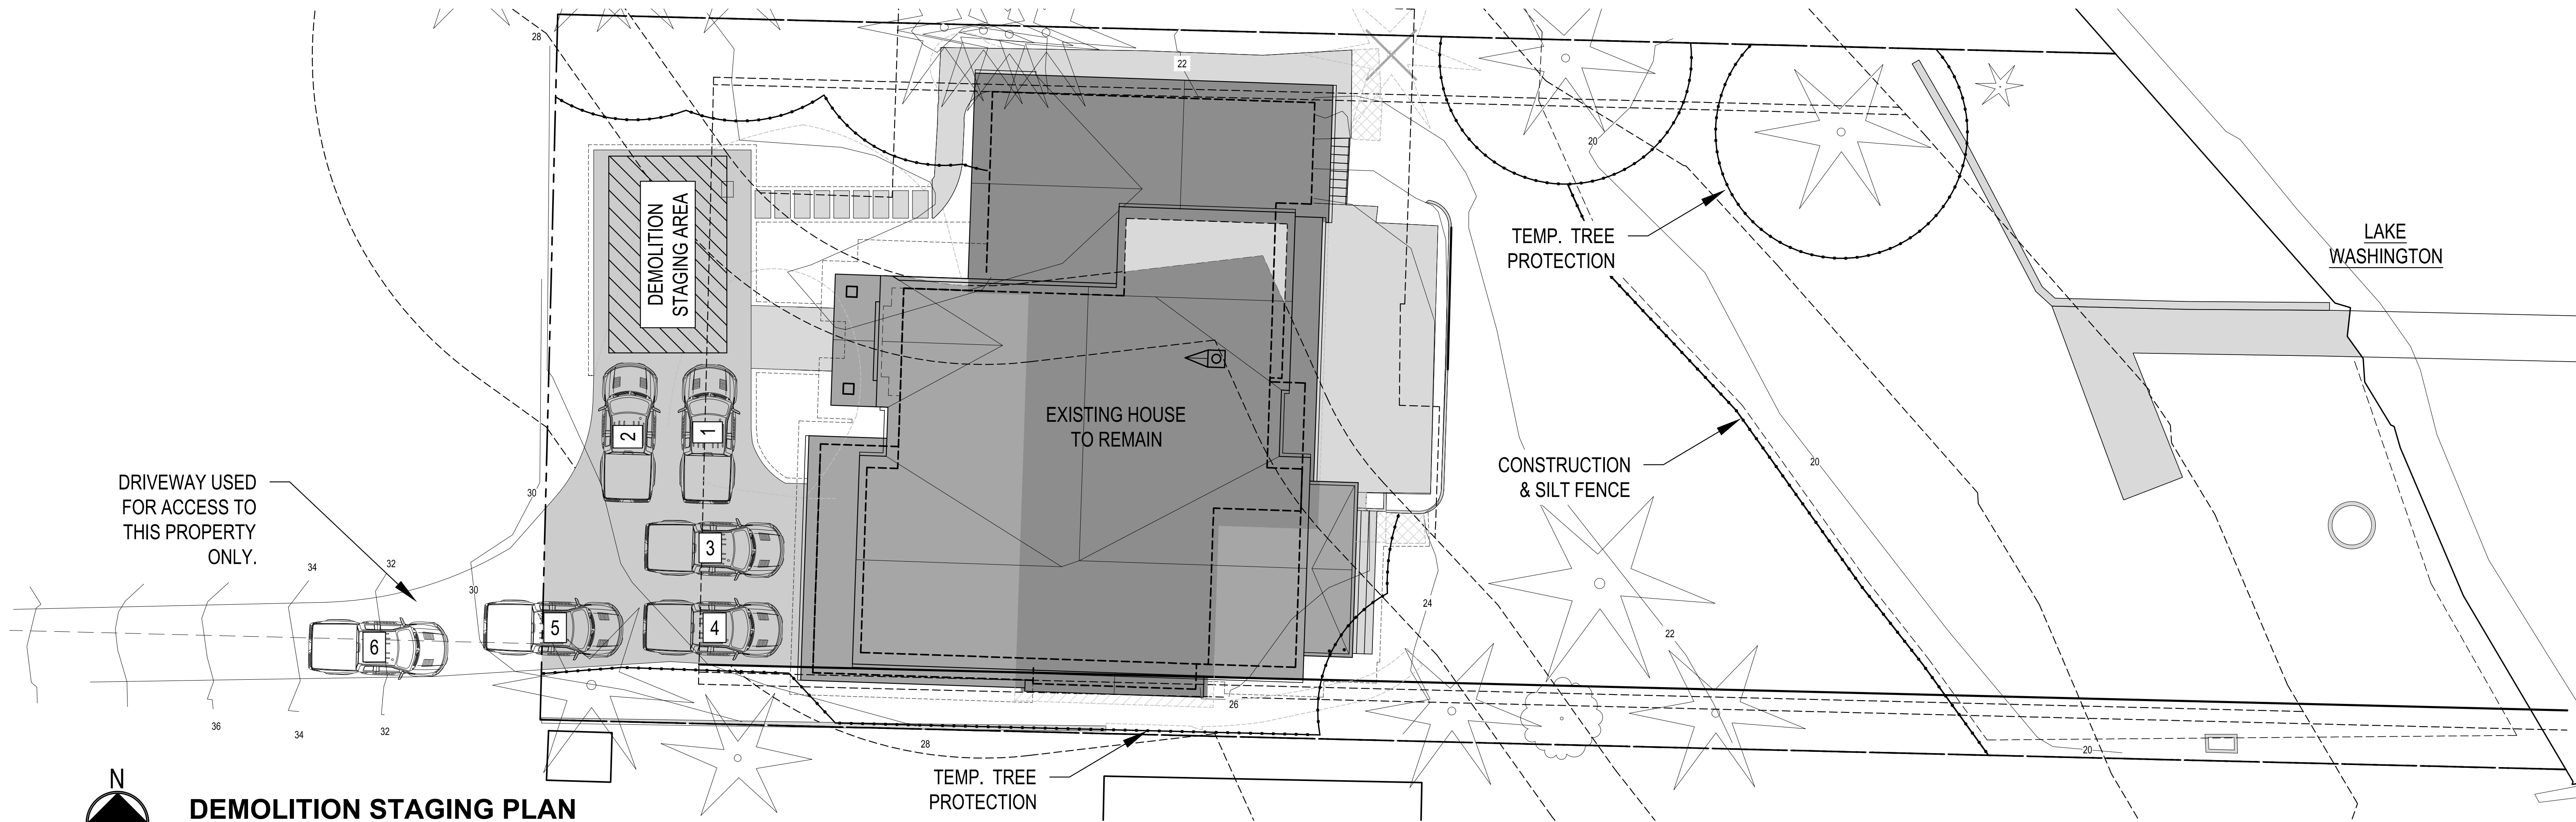 28
22
DEMOLITION
STAGING AREA
20
TEMP. TREE
PROTECTION
LAKE
WASHINGTON
2
1
EXISTING HOUSE
TO REMAIN
DRIVEWAY USED
FOR ACCESS TO
THIS PROPERTY
ONLY.
30
CONSTRUCTION
& SILT FENCE
20
3
34
32
30
24
5
4
6
22
36
34
32
28
26
20
TEMP. TREE
PROTECTION
N
DEMOLITION STAGING PLAN